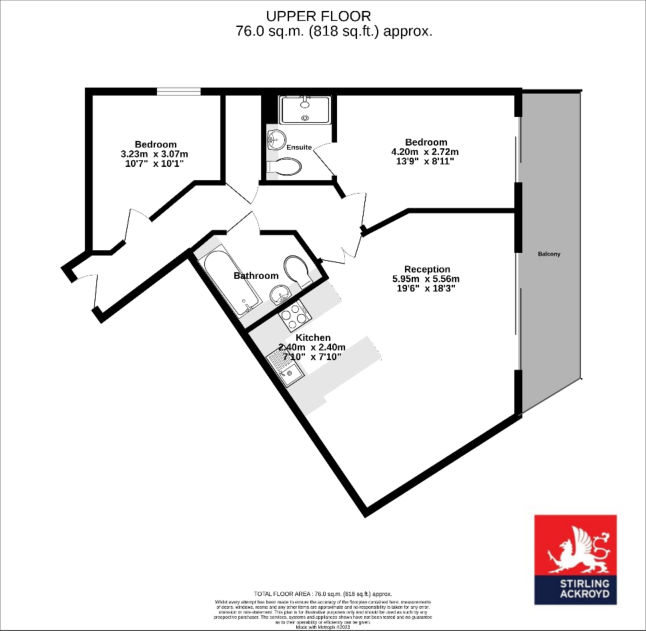 UPPER FLOOR
76.0 sq.m. (818 sq.ft.) approx.
Bedroom
3.23m x 3.07m
10'7" x 10'1"
Ensuite
Bedroom
4.20m x 2.72m
13'9" x 8'11"
Balcony
Bathroom
Reception
5.95m x 5.56m
19'6" x 18'3"
Kitchen
2.40m x 2.40m
7'10" x 7'10"
STIRLING
ACKROYD
TOTAL FLOOR AREA : 76.0 sq.m. (818 sq.ft.) approx.
Whilst every attempt has been made to ensure the accuracy of the floorplan contained here, measurements
of doors, windows, rooms and any other items are approximate and no responsibility is taken for any error,
omission or mis-statement. This plan is for illustrative purposes only and should be used as such by any
prospective purchaser. The services, systems and appliances shown have not been tested and no guarantee
as to their operability or efficiency can be given.
Made with Metropix ©2023